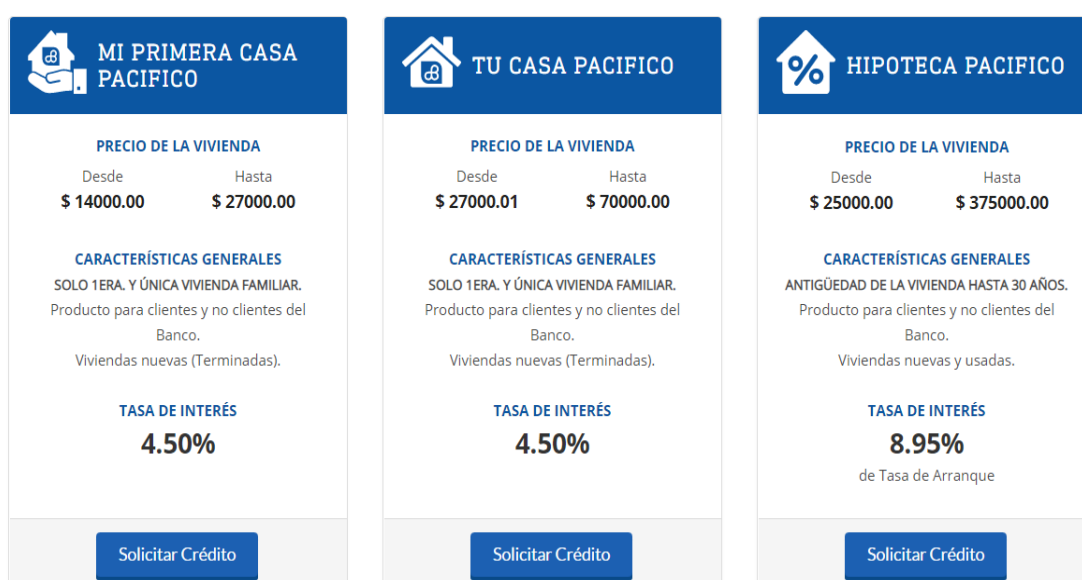 MI PRIMERA CASA
PACIFICO
PRECIO DE LA VIVIENDA
Desde Hasta
$ 14000.00 $ 27000.00
CARACTERÍSTICAS GENERALES
SOLO 1ERA. Y ÚNICA VIVIENDA FAMILIAR.
Producto para clientes y no clientes del
Banco.
Viviendas nuevas (Terminadas).
TASA DE INTERÉS
4.50%
Solicitar Crédito
TU CASA PACIFICO
PRECIO DE LA VIVIENDA
Desde Hasta
$ 27000.01 $ 70000.00
CARACTERÍSTICAS GENERALES
SOLO 1ERA. Y ÚNICA VIVIENDA FAMILIAR.
Producto para clientes y no clientes del
Banco.
Viviendas nuevas (Terminadas).
TASA DE INTERÉS
4.50%
Solicitar Crédito
%
HIPOTECA PACIFICO
PRECIO DE LA VIVIENDA
Desde Hasta
$ 25000.00 $ 375000.00
CARACTERÍSTICAS GENERALES
ANTIGÜEDAD DE LA VIVIENDA HASTA 30 AÑOS.
Producto para clientes y no clientes del
Banco.
Viviendas nuevas y usadas.
TASA DE INTERÉS
8.95%
de Tasa de Arranque
Solicitar Crédito